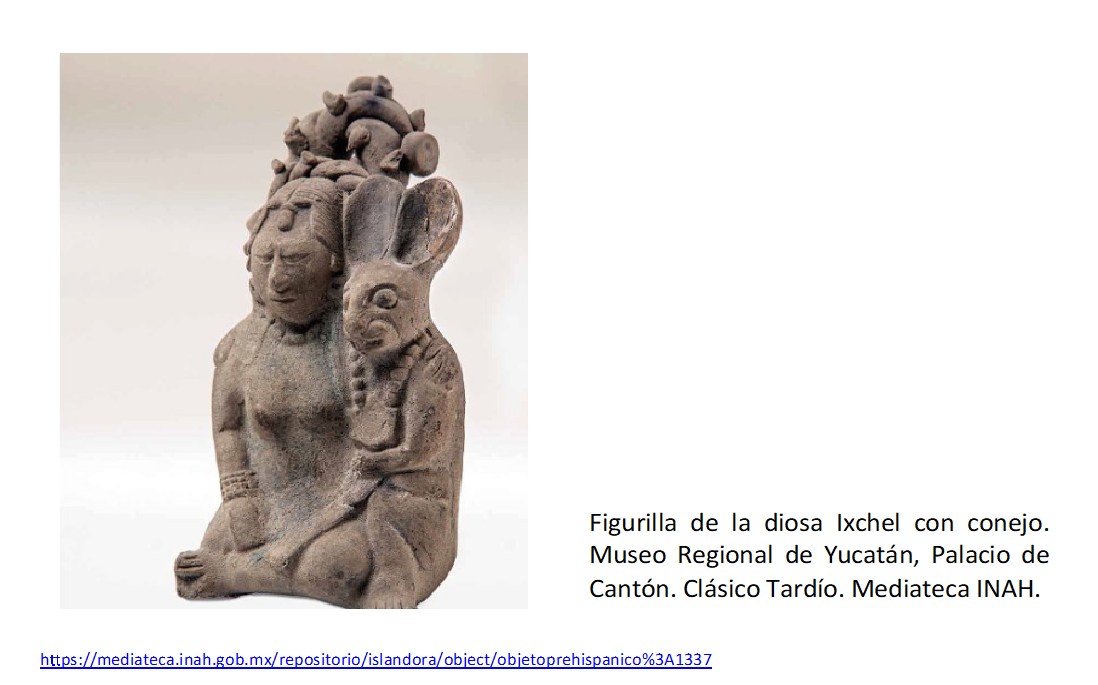 Figurilla de la diosa Ixchel con conejo.
Museo Regional de Yucatán, Palacio de
Cantón. Clásico Tardío. Mediateca INAH.
https://mediateca.inah.gob.mx/repositorio/islandora/object/objetoprehispanico%3A1337